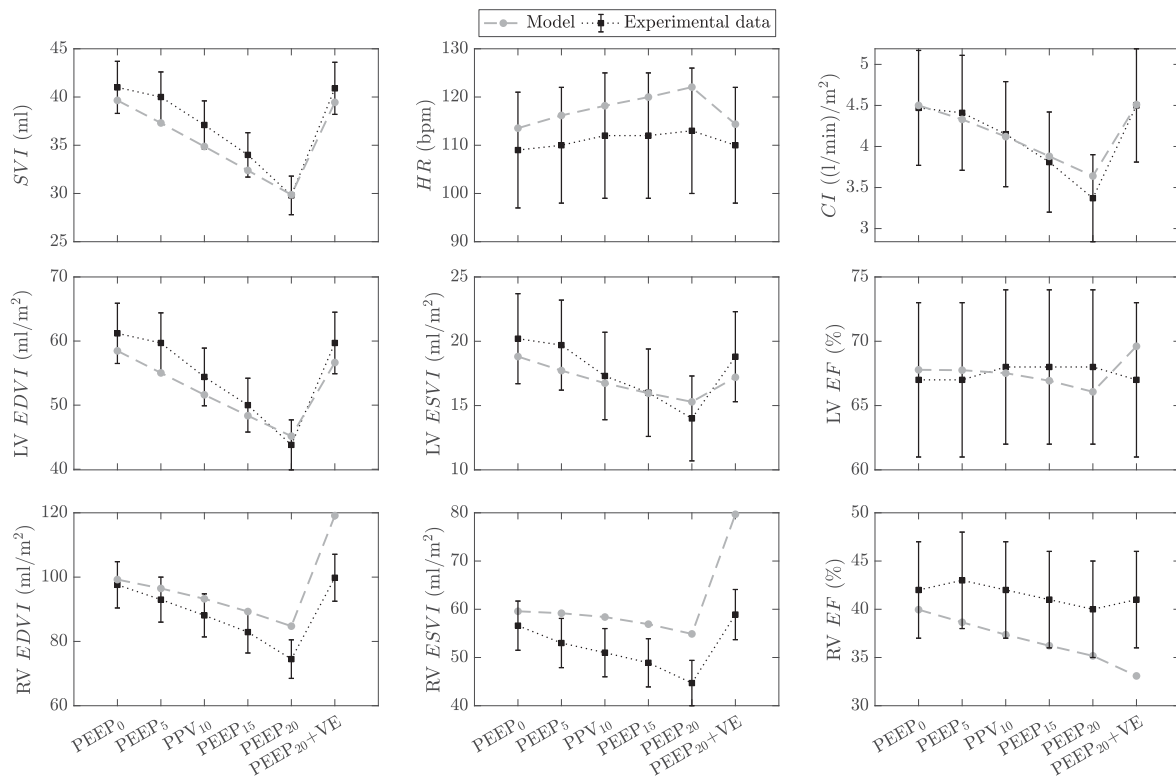 Model Experimental data
SVI (ml)
45
40
35
30
25
HR (bpm)
130
120
110
100
90
CI ((l/min)/m²)
5
4.5
4
3.5
3
LV EDVI (ml/m²)
70
60
50
40
LV ESVI (ml/m²)
25
20
15
10
LV EF (%)
75
70
65
60
RV EDVI (ml/m²)
120
100
80
60
PEEP₀
PEEP₅
PPV₁₀
PEEP₁₅
PEEP₂₀
PEEP₂₀+VE
RV ESVI (ml/m²)
80
70
60
50
40
PEEP₀
PEEP₅
PPV₁₀
PEEP₁₅
PEEP₂₀
PEEP₂₀+VE
RV EF (%)
50
45
40
35
30
PEEP₀
PEEP₅
PPV₁₀
PEEP₁₅
PEEP₂₀
PEEP₂₀+VE